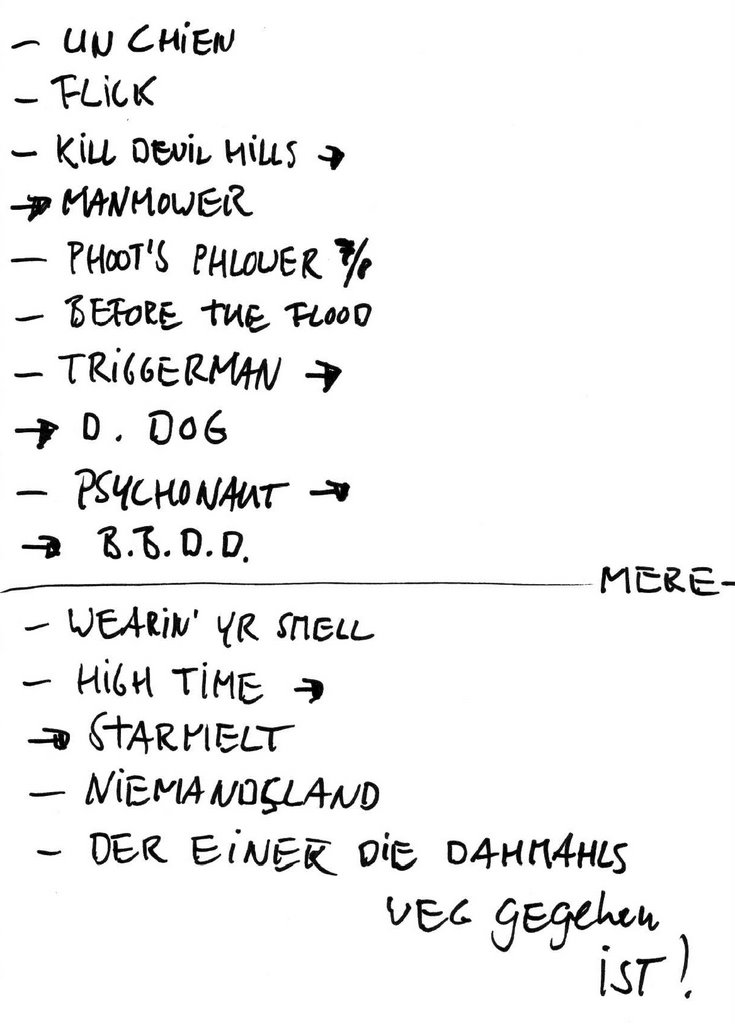 – UN CHIEN
– FLICK
– KILL DEVIL HILLS →
→ MANMOWER
– PHOOT'S PHLOWER 7/8
– BEFORE THE FLOOD
– TRIGGERMAN →
→ D. DOG
– PSYCHONAUT →
→ B.B.D.D.
MERE-
– WEARIN' YR SMELL
– HIGH TIME →
→ STARMELT
– NIEMANDSLAND
– DER EINER DIE DAHMAHLS
VEG gegehen
iST!